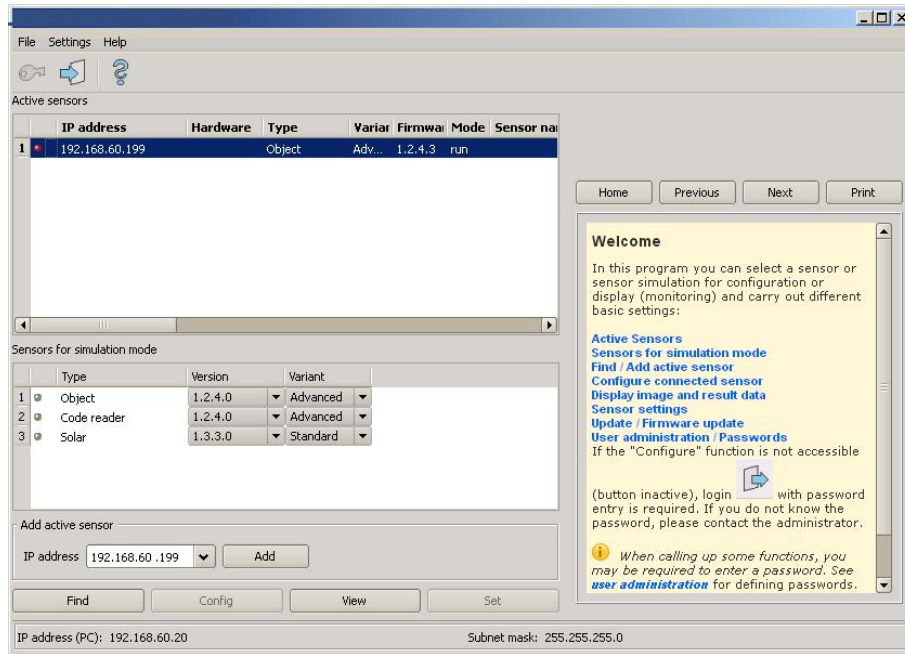 File Settings Help
Active sensors
IP address Hardware Type Variar Firmwar Mode Sensor nar
1 192.168.60.199 Object Adv... 1.2.4.3 run
Sensors for simulation mode
Type Version Variant
1 Object 1.2.4.0 Advanced
2 Code reader 1.2.4.0 Advanced
3 Solar 1.3.3.0 Standard
Add active sensor
IP address 192.168.60 .199 Add
Find Config View Set
IP address (PC): 192.168.60.20 Subnet mask: 255.255.255.0
Home Previous Next Print
Welcome
In this program you can select a sensor or
sensor simulation for configuration or
display (monitoring) and carry out different
basic settings:
Active Sensors
Sensors for simulation mode
Find / Add active sensor
Configure connected sensor
Display image and result data
Sensor settings
Update / Firmware update
User administration / Passwords
If the "Configure" function is not accessible
(button inactive), login with password
entry is required. If you do not know the
password, please contact the administrator.
When calling up some functions, you
may be required to enter a password. See
user administration for defining passwords.